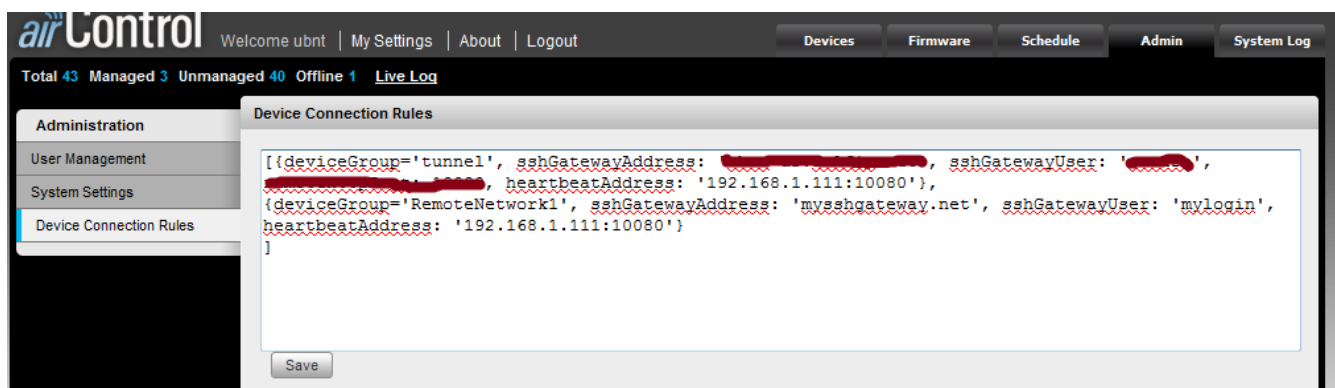 airControl Welcome ubnt | My Settings | About | Logout Devices Firmware Schedule Admin System Log
Total 43 Managed 3 Unmanaged 40 Offline 1 Live Log
Administration
User Management
System Settings
Device Connection Rules
Device Connection Rules
[{deviceGroup='tunnel', sshGatewayAddress: , sshGatewayUser: ' ',
, heartbeatAddress: '192.168.1.111:10080'},
{deviceGroup='RemoteNetwork1', sshGatewayAddress: 'mysshgateway.net', sshGatewayUser: 'mylogin',
heartbeatAddress: '192.168.1.111:10080'}
]
Save